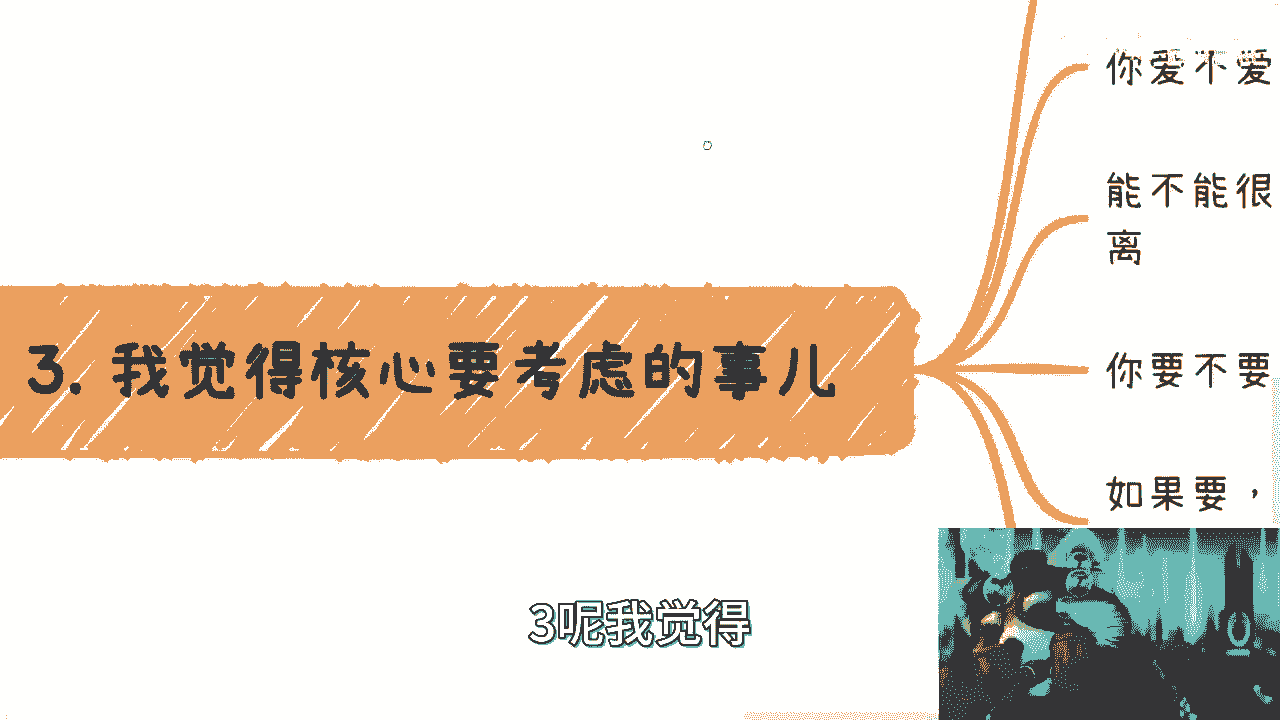 你爱不爱
能不能很
离
3. 我觉得核心要考虑的事儿
你要不要
如果要，
3呢我觉得